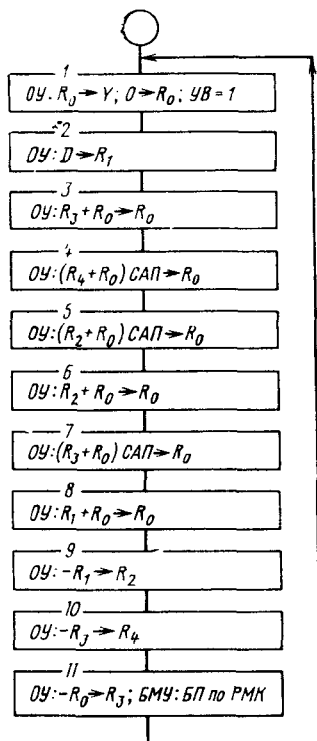 1
ОУ. R₀ → Y; 0 → R₀; УВ = 1
2
ОУ: D → R₁
3
ОУ: R₃ + R₀ → R₀
4
ОУ: (R₄ + R₀) САП → R₀
5
ОУ: (R₂ + R₀) САП → R₀
6
ОУ: R₂ + R₀ → R₀
7
ОУ: (R₃ + R₀) САП → R₀
8
ОУ: R₁ + R₀ → R₀
9
ОУ: -R₁ → R₂
10
ОУ: -R₃ → R₄
11
ОУ: -R₀ → R₃; БМУ: БП по РМК